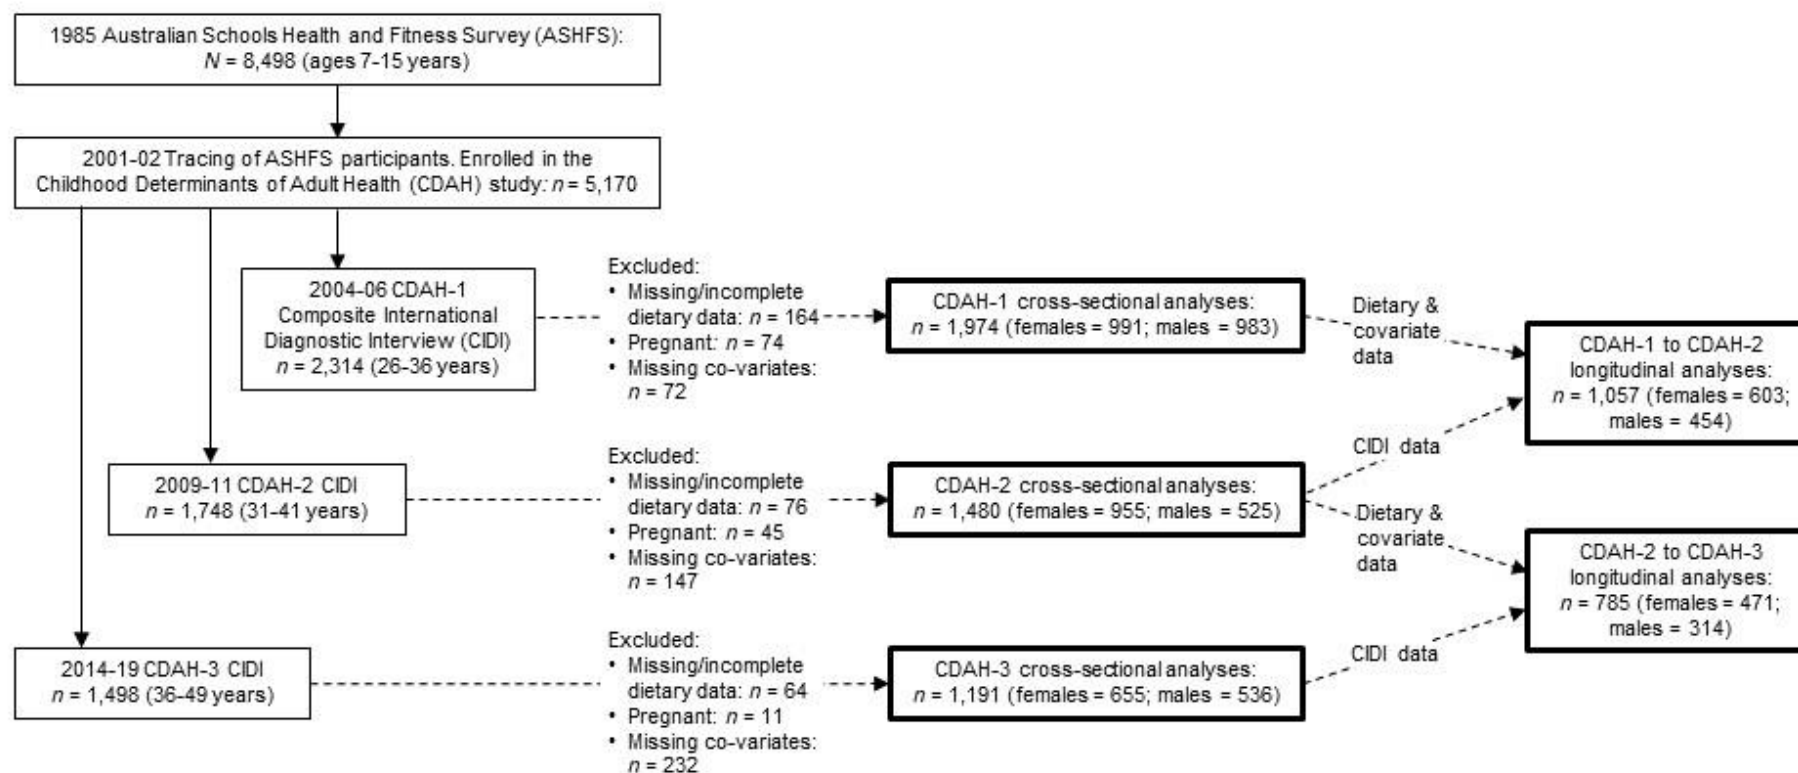 1985 Australian Schools Health and Fitness Survey (ASHFS):
N = 8,498 (ages 7-15 years)
2001-02 Tracing of ASHFS participants. Enrolled in the
Childhood Determinants of Adult Health (CDAH) study: n = 5,170
2004-06 CDAH-1
Composite International
Diagnostic Interview (CIDI)
n = 2,314 (26-36 years)
Excluded:
• Missing/incomplete
dietary data: n = 164
• Pregnant: n = 74
• Missing co-variates:
n = 72
CDAH-1 cross-sectional analyses:
n = 1,974 (females = 991; males = 983)
Dietary &
covariate
data
CDAH-1 to CDAH-2
longitudinal analyses:
n = 1,057 (females = 603;
males = 454)
2009-11 CDAH-2 CIDI
n = 1,748 (31-41 years)
Excluded:
• Missing/incomplete
dietary data: n = 76
• Pregnant: n = 45
• Missing co-variates:
n = 147
CDAH-2 cross-sectional analyses:
n = 1,480 (females = 955; males = 525)
CIDI data
Dietary &
covariate
data
CDAH-2 to CDAH-3
longitudinal analyses:
n = 785 (females = 471;
males = 314)
2014-19 CDAH-3 CIDI
n = 1,498 (36-49 years)
Excluded:
• Missing/incomplete
dietary data: n = 64
• Pregnant: n = 11
• Missing co-variates:
n = 232
CDAH-3 cross-sectional analyses:
n = 1,191 (females = 655; males = 536)
CIDI data